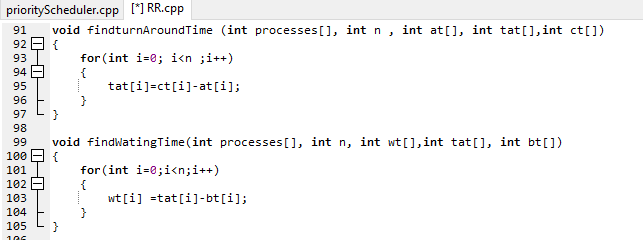 priorityScheduler.cpp [*] RR.cpp
91 void findturnAroundTime (int processes[], int n , int at[], int tat[],int ct[])
92 {
93 for(int i=0; i<n ;i++)
94 {
95 tat[i]=ct[i]-at[i];
96 }
97 }
98
99 void findWatingTime(int processes[], int n, int wt[],int tat[], int bt[])
100 {
101 for(int i=0;i<n;i++)
102 {
103 wt[i] =tat[i]-bt[i];
104 }
105 }
106